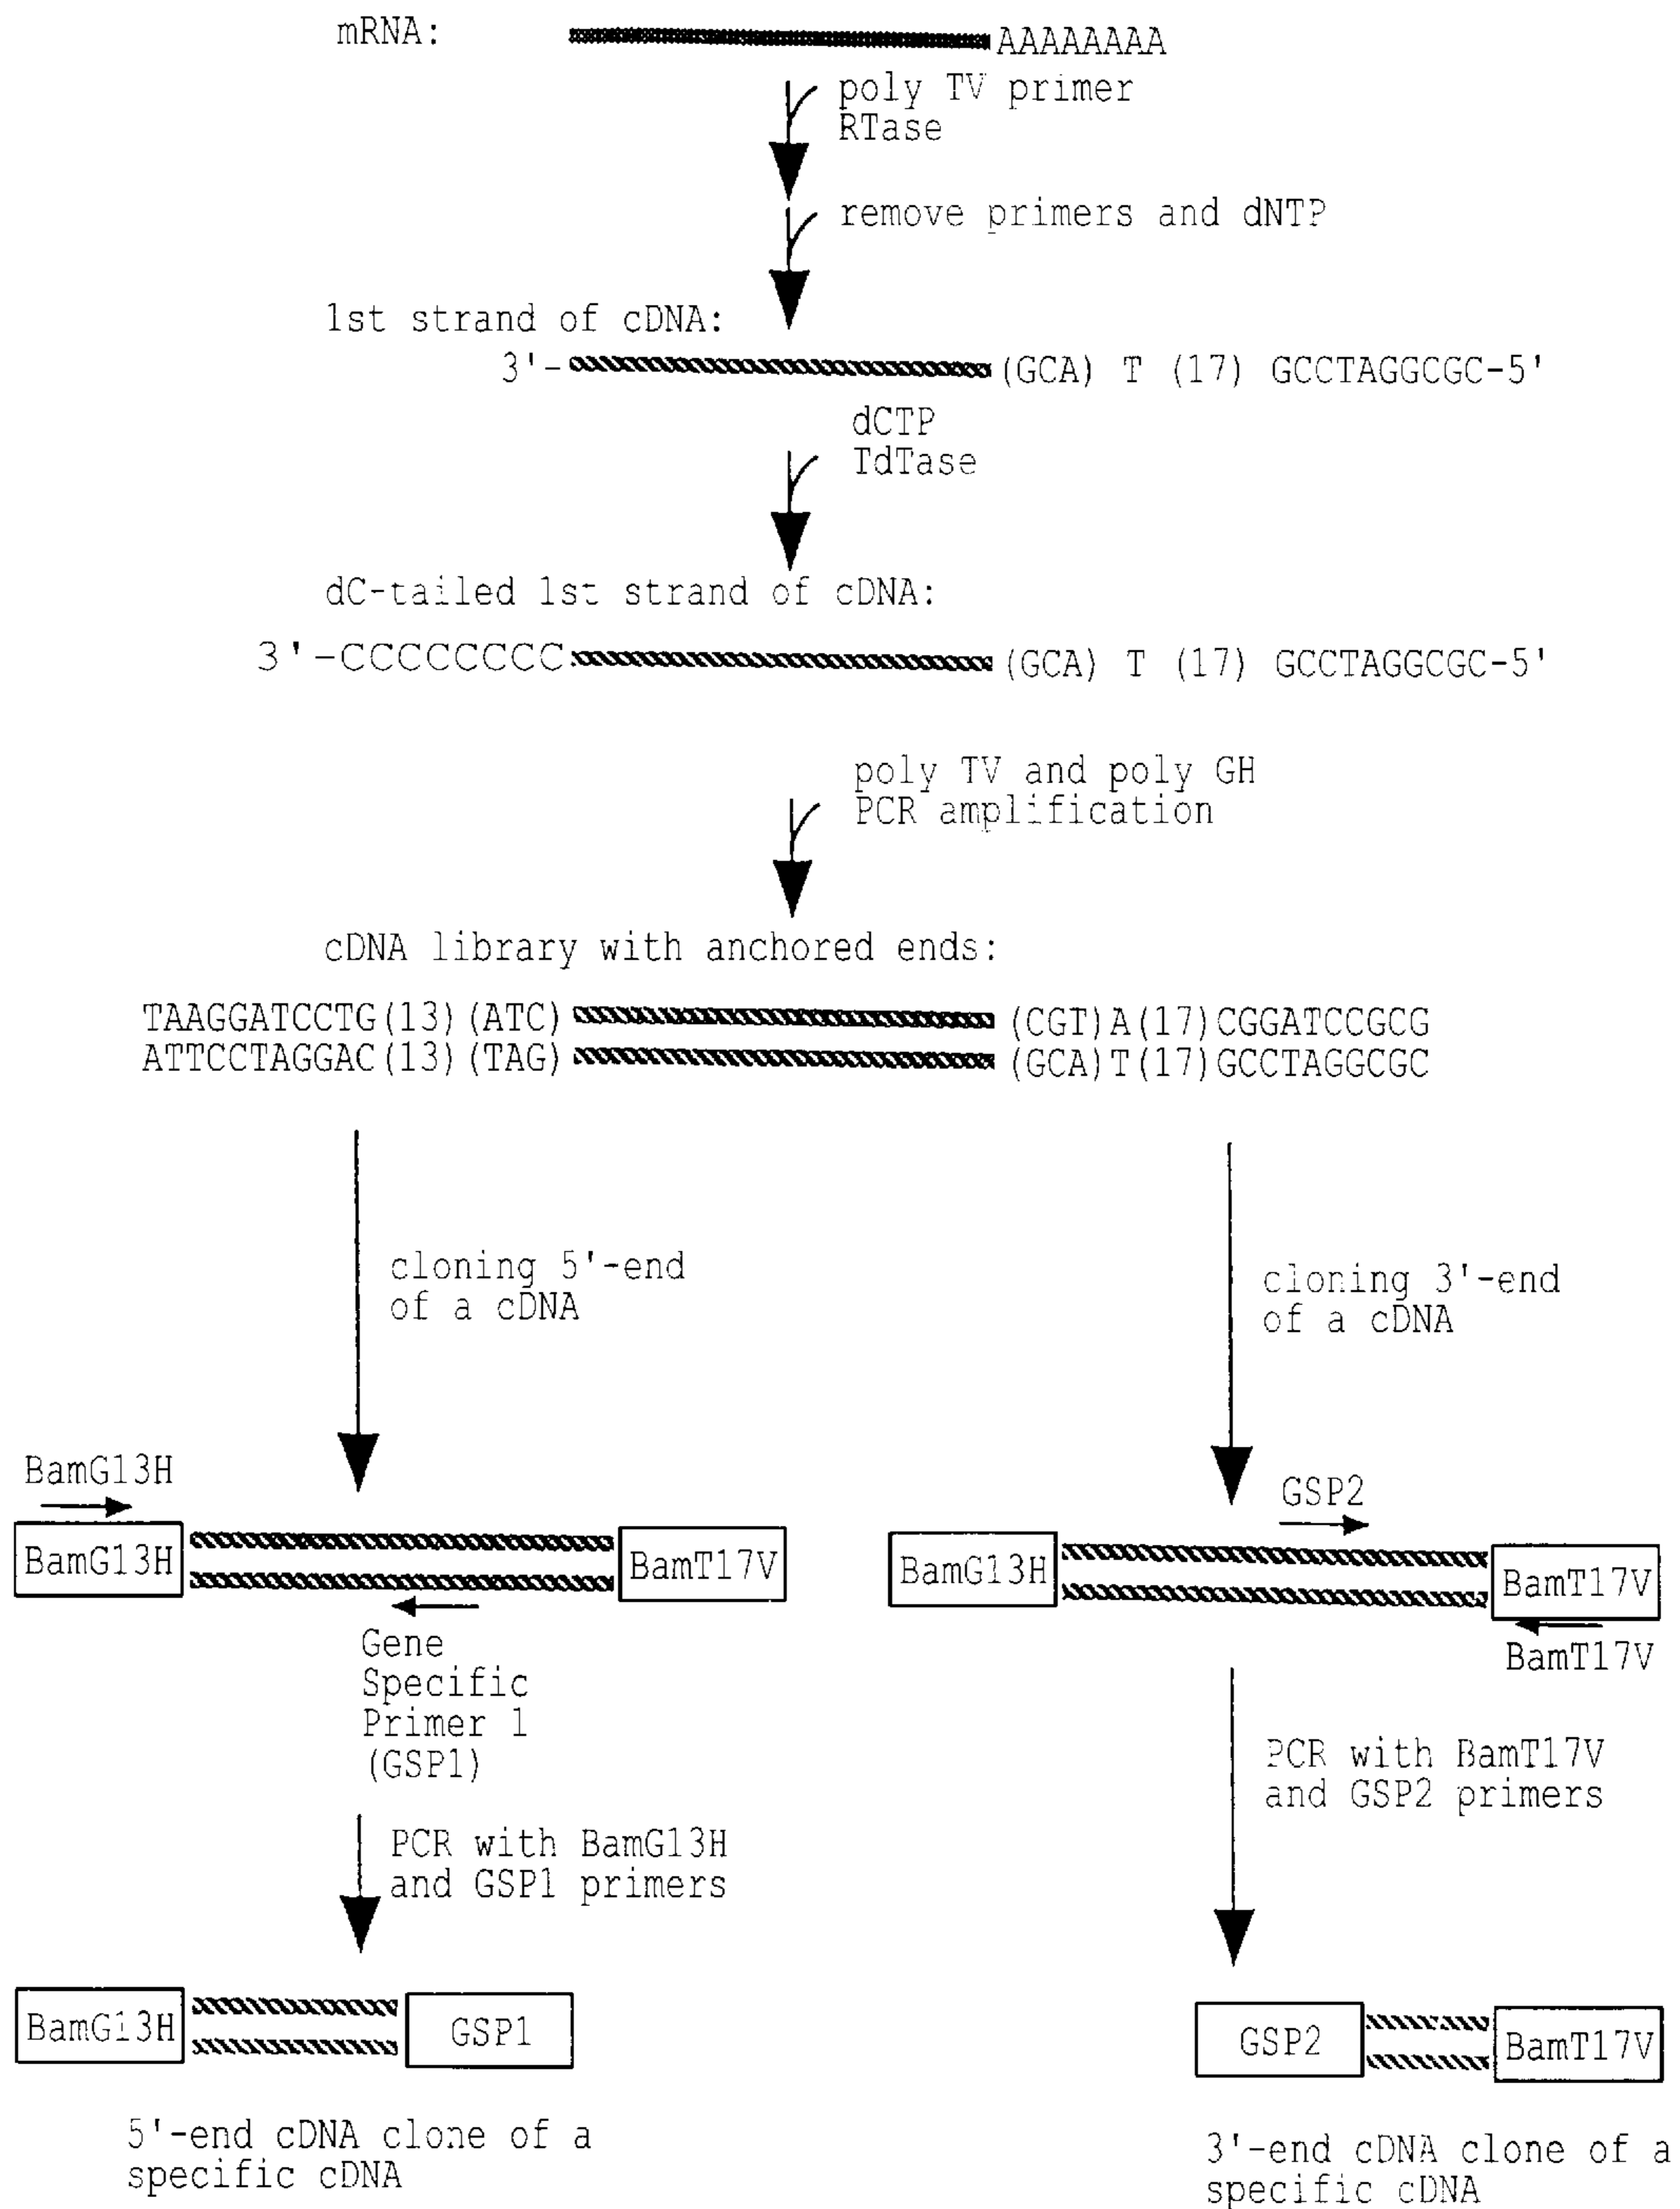 mRNA:
AAAAAAAA
poly TV primer
RTase
remove primers and dNTP
1st strand of cDNA:
3'- (GCA) T (17) GCCTAGGCGC-5'
dCTP
TdTase
dC-tailed 1st strand of cDNA:
3'-CCCCCCCC (GCA) T (17) GCCTAGGCGC-5'
poly TV and poly GH
PCR amplification
cDNA library with anchored ends:
TAAGGATCCTG(13)(ATC) (CGT)A(17)CGGATCCGCG
ATTCCTAGGAC(13)(TAG) (GCA)T(17)GCCTAGGCGC
cloning 5'-end
of a cDNA
cloning 3'-end
of a cDNA
BamG13H
BamG13H
BamT17V
Gene
Specific
Primer 1
(GSP1)
PCR with BamG13H
and GSP1 primers
BamG13H
GSP1
5'-end cDNA clone of a
specific cDNA
GSP2
BamG13H
BamT17V
BamT17V
PCR with BamT17V
and GSP2 primers
GSP2
BamT17V
3'-end cDNA clone of a
specific cDNA